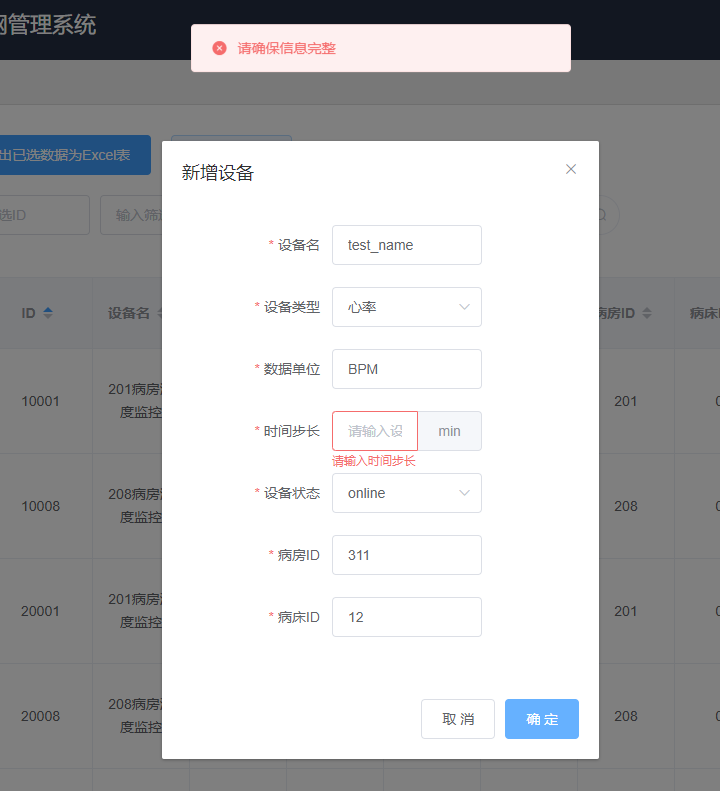 网管理系统
请确保信息完整
出已选数据为Excel表
新增设备
选ID
输入筛
* 设备名 test_name
* 设备类型 心率
* 数据单位 BPM
* 时间步长 请输入设 min
请输入时间步长
* 设备状态 online
* 病房ID 311
* 病床ID 12
取 消 确 定
ID 设备名 病房ID 病床
10001 201病房 201
度监控
10008 208病房 208
度监控
20001 201病房 201
度监控
20008 208病房 208
度监控